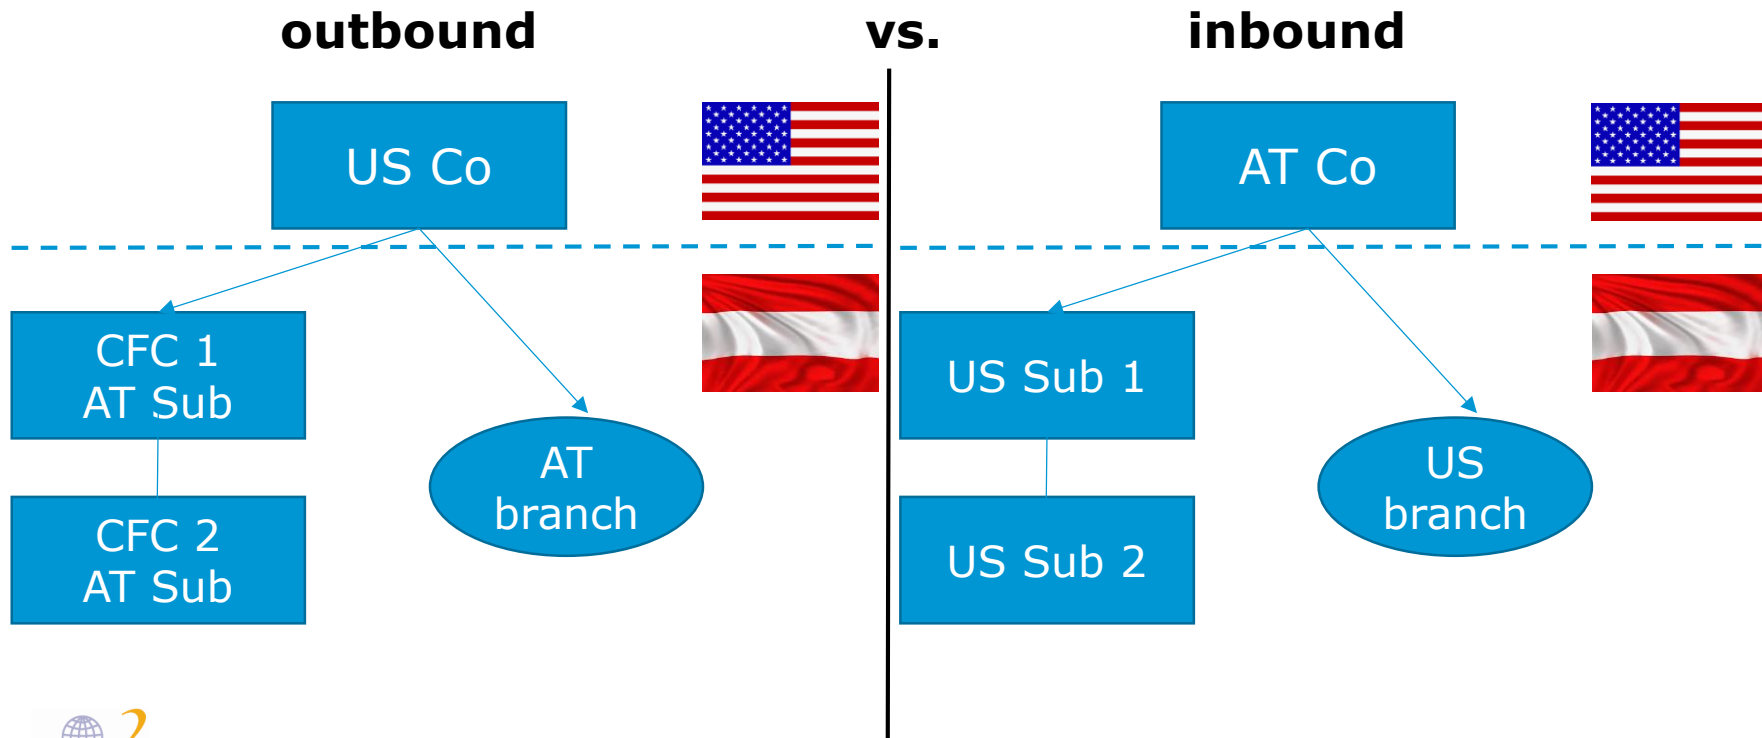 outbound
vs.
inbound
US Co
CFC 1
AT Sub
CFC 2
AT Sub
AT
branch
AT Co
US Sub 1
US Sub 2
US
branch